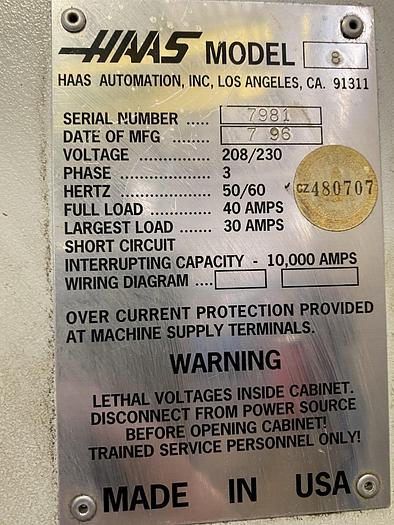 HAAS MODEL 8
HAAS AUTOMATION, INC, LOS ANGELES, CA. 91311
SERIAL NUMBER ..... 7981
DATE OF MFG ....... 7 96
VOLTAGE .............. 208/230
PHASE .................. 3
HERTZ .................. 50/60
FULL LOAD ........... 40 AMPS
LARGEST LOAD ..... 30 AMPS
SHORT CIRCUIT
INTERRUPTING CAPACITY - 10,000 AMPS
WIRING DIAGRAM ....
CZ480707
OVER CURRENT PROTECTION PROVIDED
AT MACHINE SUPPLY TERMINALS.
WARNING
LETHAL VOLTAGES INSIDE CABINET.
DISCONNECT FROM POWER SOURCE
BEFORE OPENING CABINET!
TRAINED SERVICE PERSONNEL ONLY!
MADE IN USA